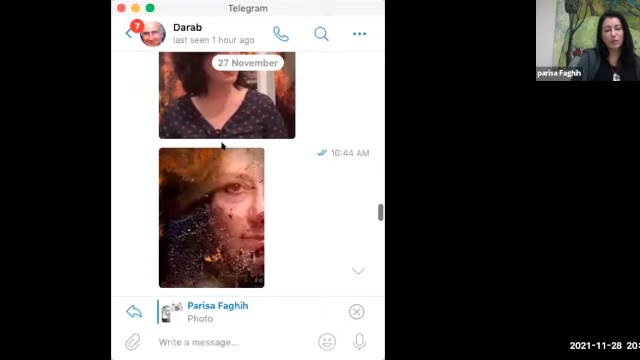 Telegram
7
Darab
last seen 1 hour ago
27 November
10:44 AM
Parisa Faghih
Photo
Write a message...
parisa Faghih
2021-11-28 20: